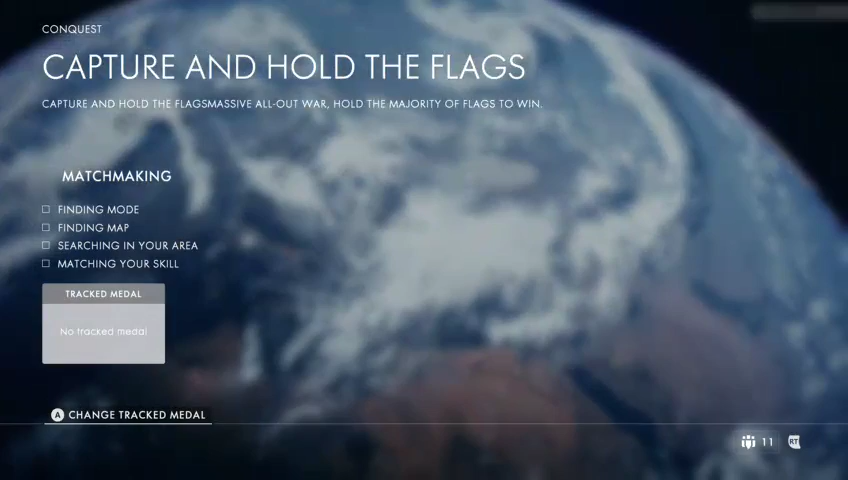 CONQUEST
CAPTURE AND HOLD THE FLAGS
CAPTURE AND HOLD THE FLAGSMASSIVE ALL-OUT WAR, HOLD THE MAJORITY OF FLAGS TO WIN.
MATCHMAKING
FINDING MODE
FINDING MAP
SEARCHING IN YOUR AREA
MATCHING YOUR SKILL
TRACKED MEDAL
No tracked medal
A CHANGE TRACKED MEDAL
11 RT